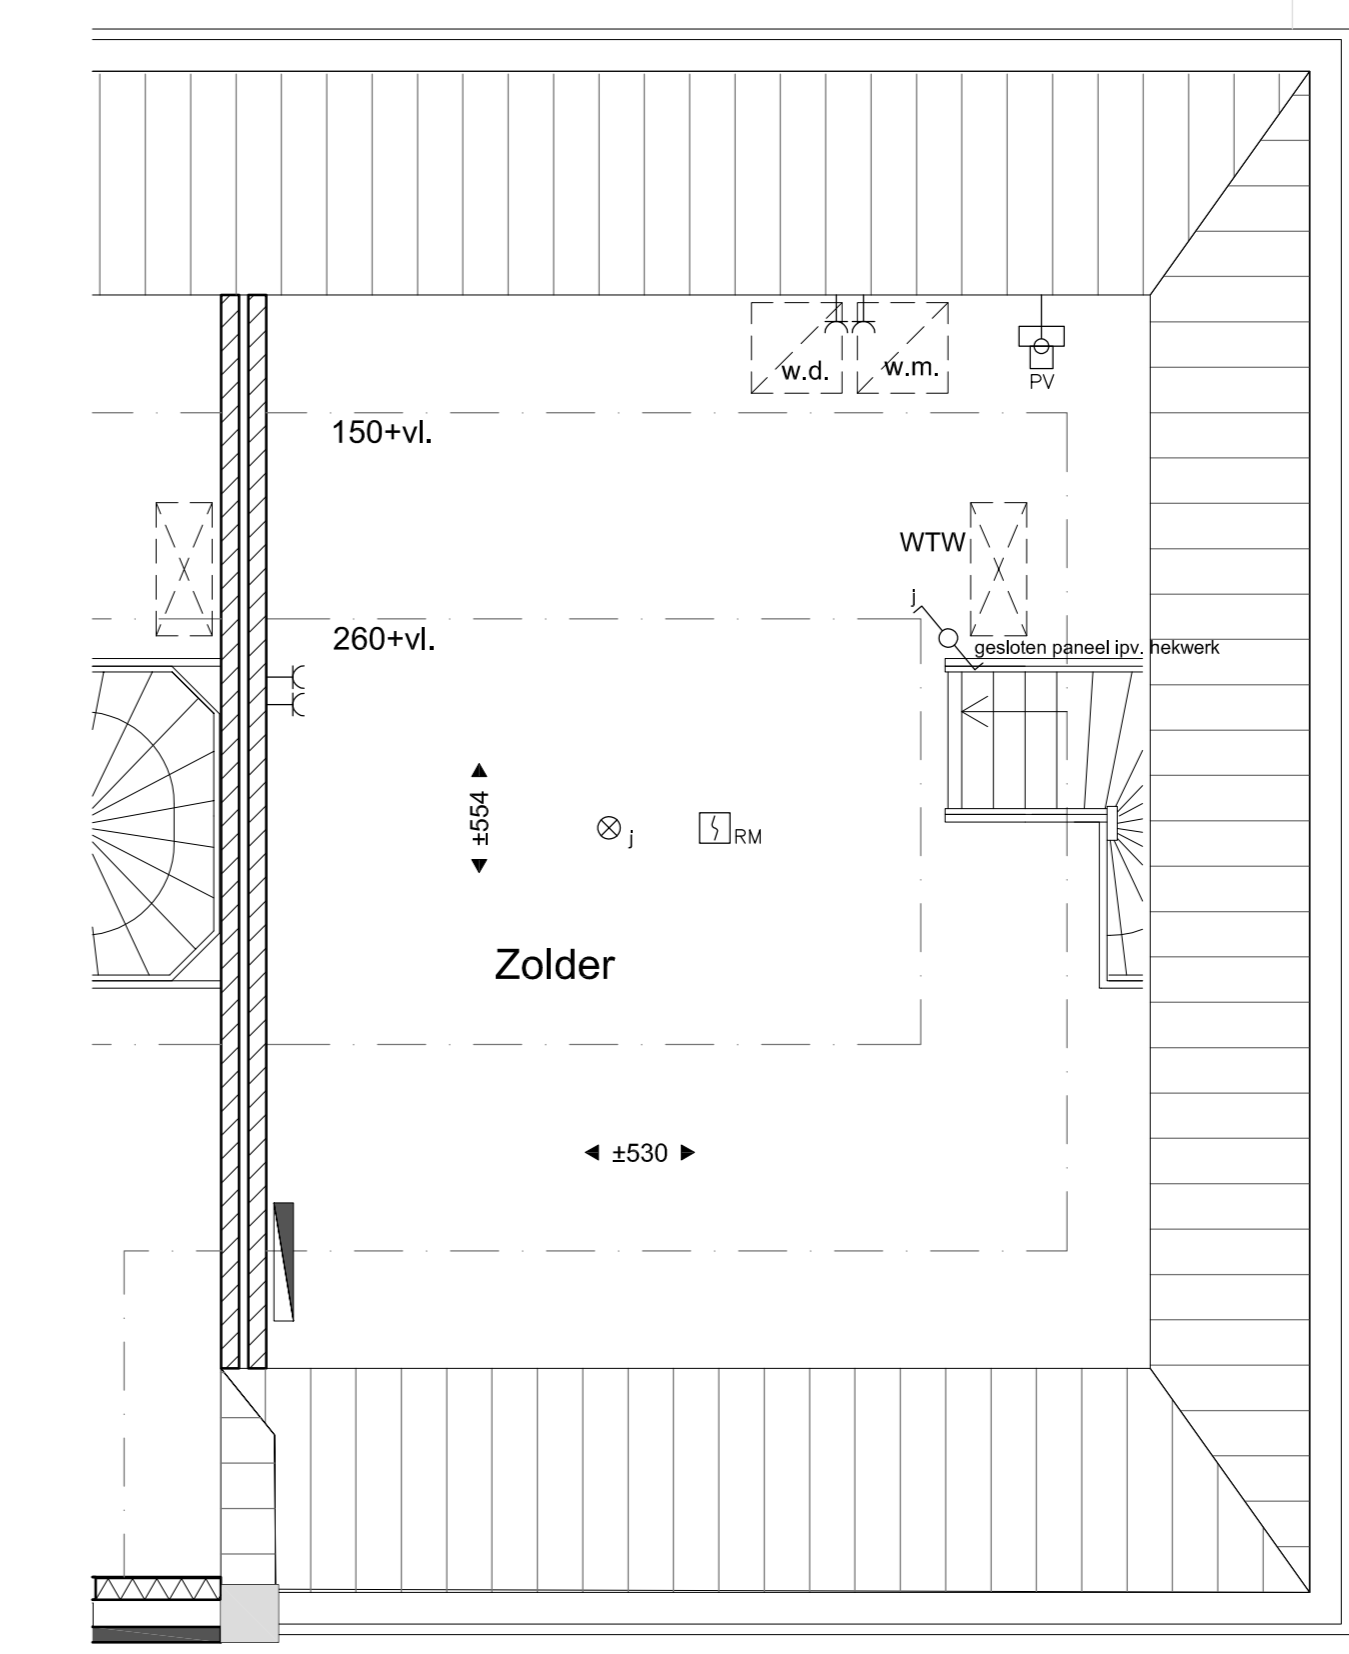 w.d.
w.m.
PV
150+vl.
WTW
j
260+vl.
gesloten paneel ipv. hekwerk
±554
j
RM
Zolder
±530